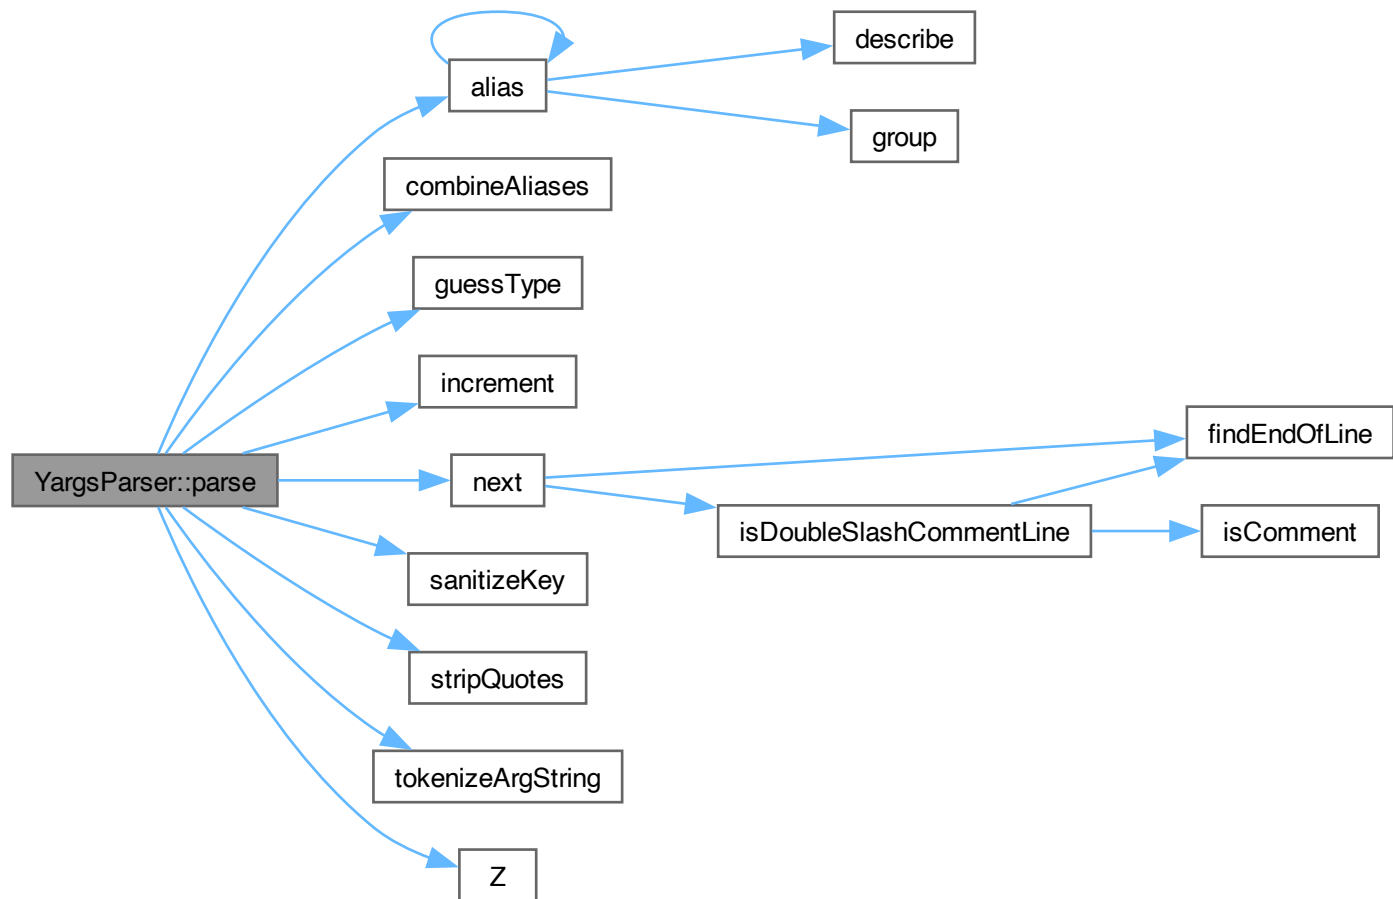 describe
alias
group
combineAliases
guessType
increment
findEndOfLine
YargsParser::parse
next
isDoubleSlashCommentLine
isComment
sanitizeKey
stripQuotes
tokenizeArgString
Z